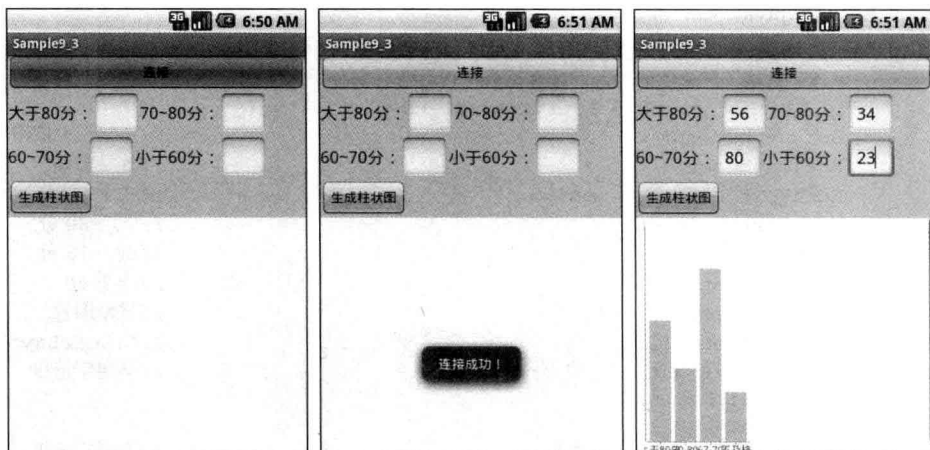 3G 6:50 AM
Sample9_3
连接
大于80分： 70~80分：
60~70分： 小于60分：
生成柱状图
3G 6:51 AM
Sample9_3
连接
大于80分： 70~80分：
60~70分： 小于60分：
生成柱状图
连接成功！
3G 6:51 AM
Sample9_3
连接
大于80分： 56 70~80分： 34
60~70分： 80 小于60分： 23
生成柱状图